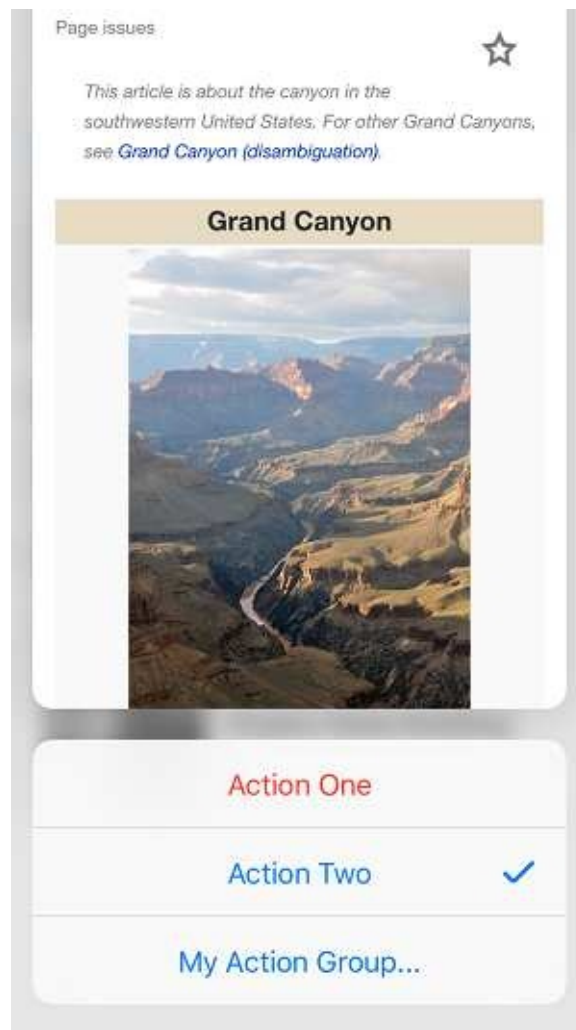 Page issues
This article is about the canyon in the
southwestern United States. For other Grand Canyons,
see Grand Canyon (disambiguation).
Grand Canyon
Action One
Action Two
My Action Group...